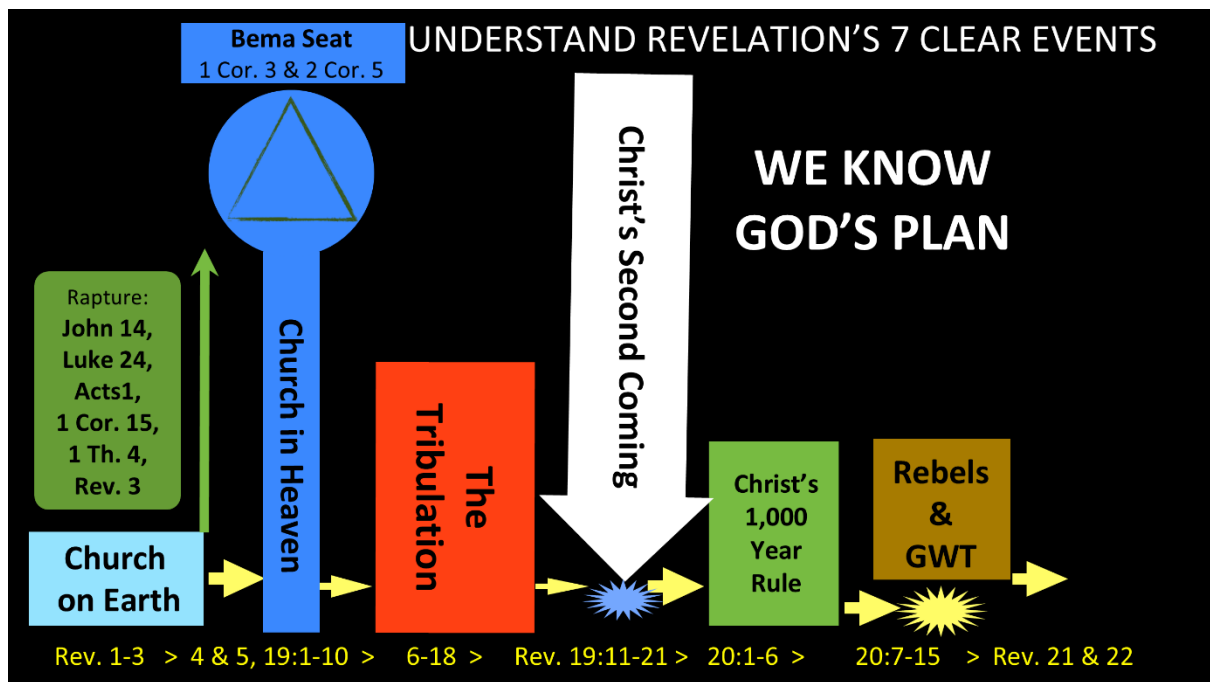 UNDERSTAND REVELATION'S 7 CLEAR EVENTS
Bema Seat
1 Cor. 3 & 2 Cor. 5
WE KNOW
GOD'S PLAN
Rapture:
John 14,
Luke 24,
Acts1,
1 Cor. 15,
1 Th. 4,
Rev. 3
Church
on Earth
Church in Heaven
The
Tribulation
Christ's Second Coming
Christ's
1,000
Year
Rule
Rebels
&
GWT
Rev. 1-3 > 4 & 5, 19:1-10 > 6-18 > Rev. 19:11-21 > 20:1-6 > 20:7-15 > Rev. 21 & 22